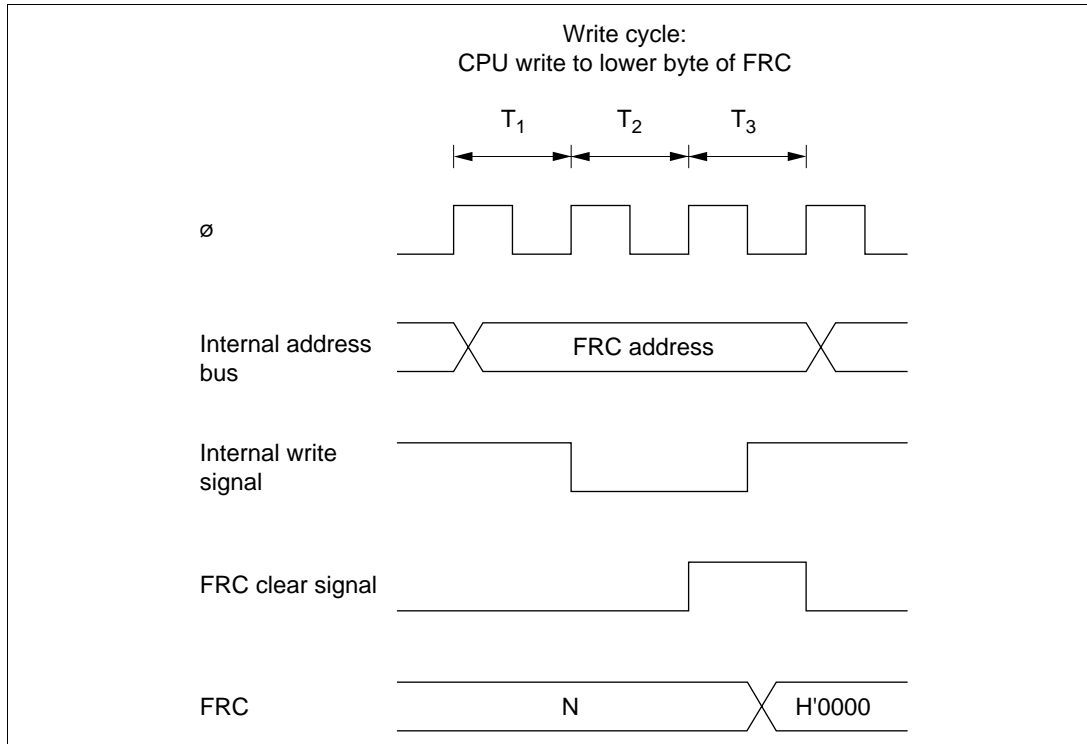 Write cycle:
CPU write to lower byte of FRC
T₁ T₂ T₃
ø
Internal address
bus
FRC address
Internal write
signal
FRC clear signal
FRC
N
H'0000